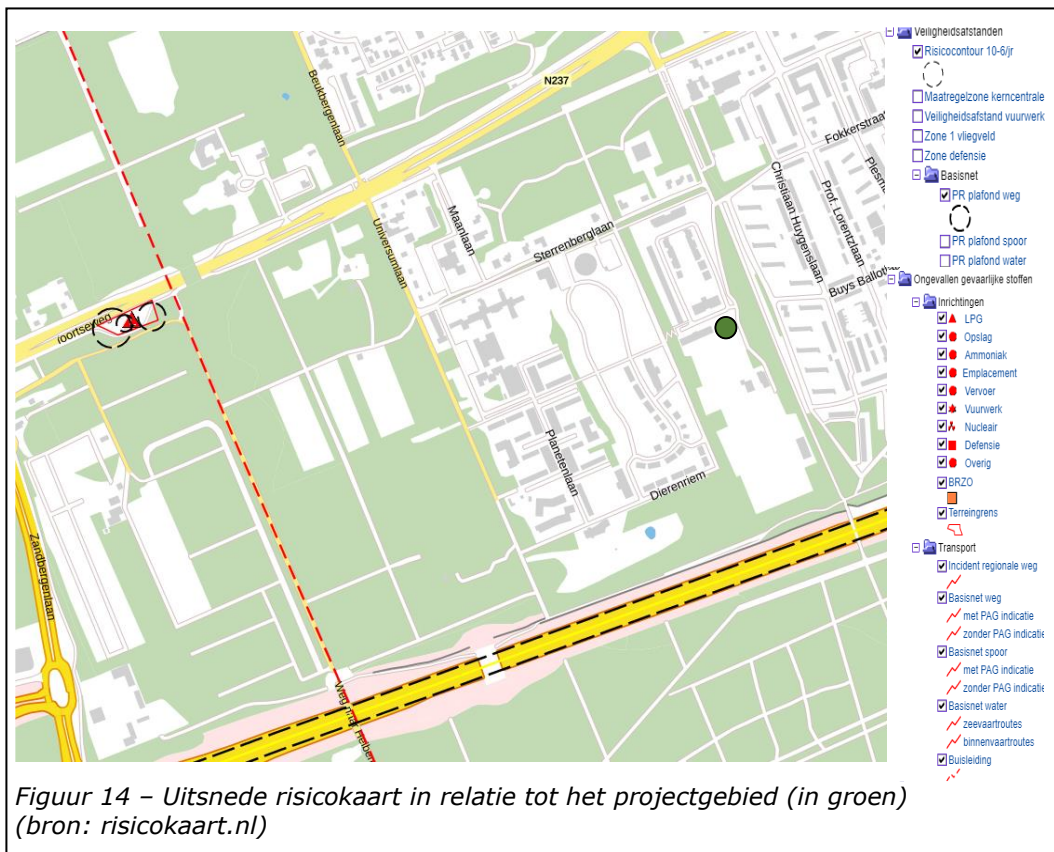 Beukbergenlaan
N237
Fokkerstraat
Plesm
Prof. Lorentzlaan
Christiaan Huygenslaan
Buys Ballotw
Maanlaan
Sterrenberglaan
Universumlaan
oortseweg
Planetenlaan
Dierenriem
Zandbergenlaan
Veiligheidsafstanden
Risicocontour 10-6/jr
Maatregelzone kerncentrale
Veiligheidsafstand vuurwerk
Zone 1 vliegveld
Zone defensie
Basisnet
PR plafond weg
PR plafond spoor
PR plafond water
Ongevallen gevaarlijke stoffen
Inrichtingen
LPG
Opslag
Ammoniak
Emplacement
Vervoer
Vuurwerk
Nucleair
Defensie
Overig
BRZO
Terreingrens
Transport
Incident regionale weg
Basisnet weg
met PAG indicatie
zonder PAG indicatie
Basisnet spoor
met PAG indicatie
zonder PAG indicatie
Basisnet water
zeevaartroutes
binnenvaartroutes
Buisleiding
Figuur 14 – Uitsnede risicokaart in relatie tot het projectgebied (in groen)
(bron: risicokaart.nl)